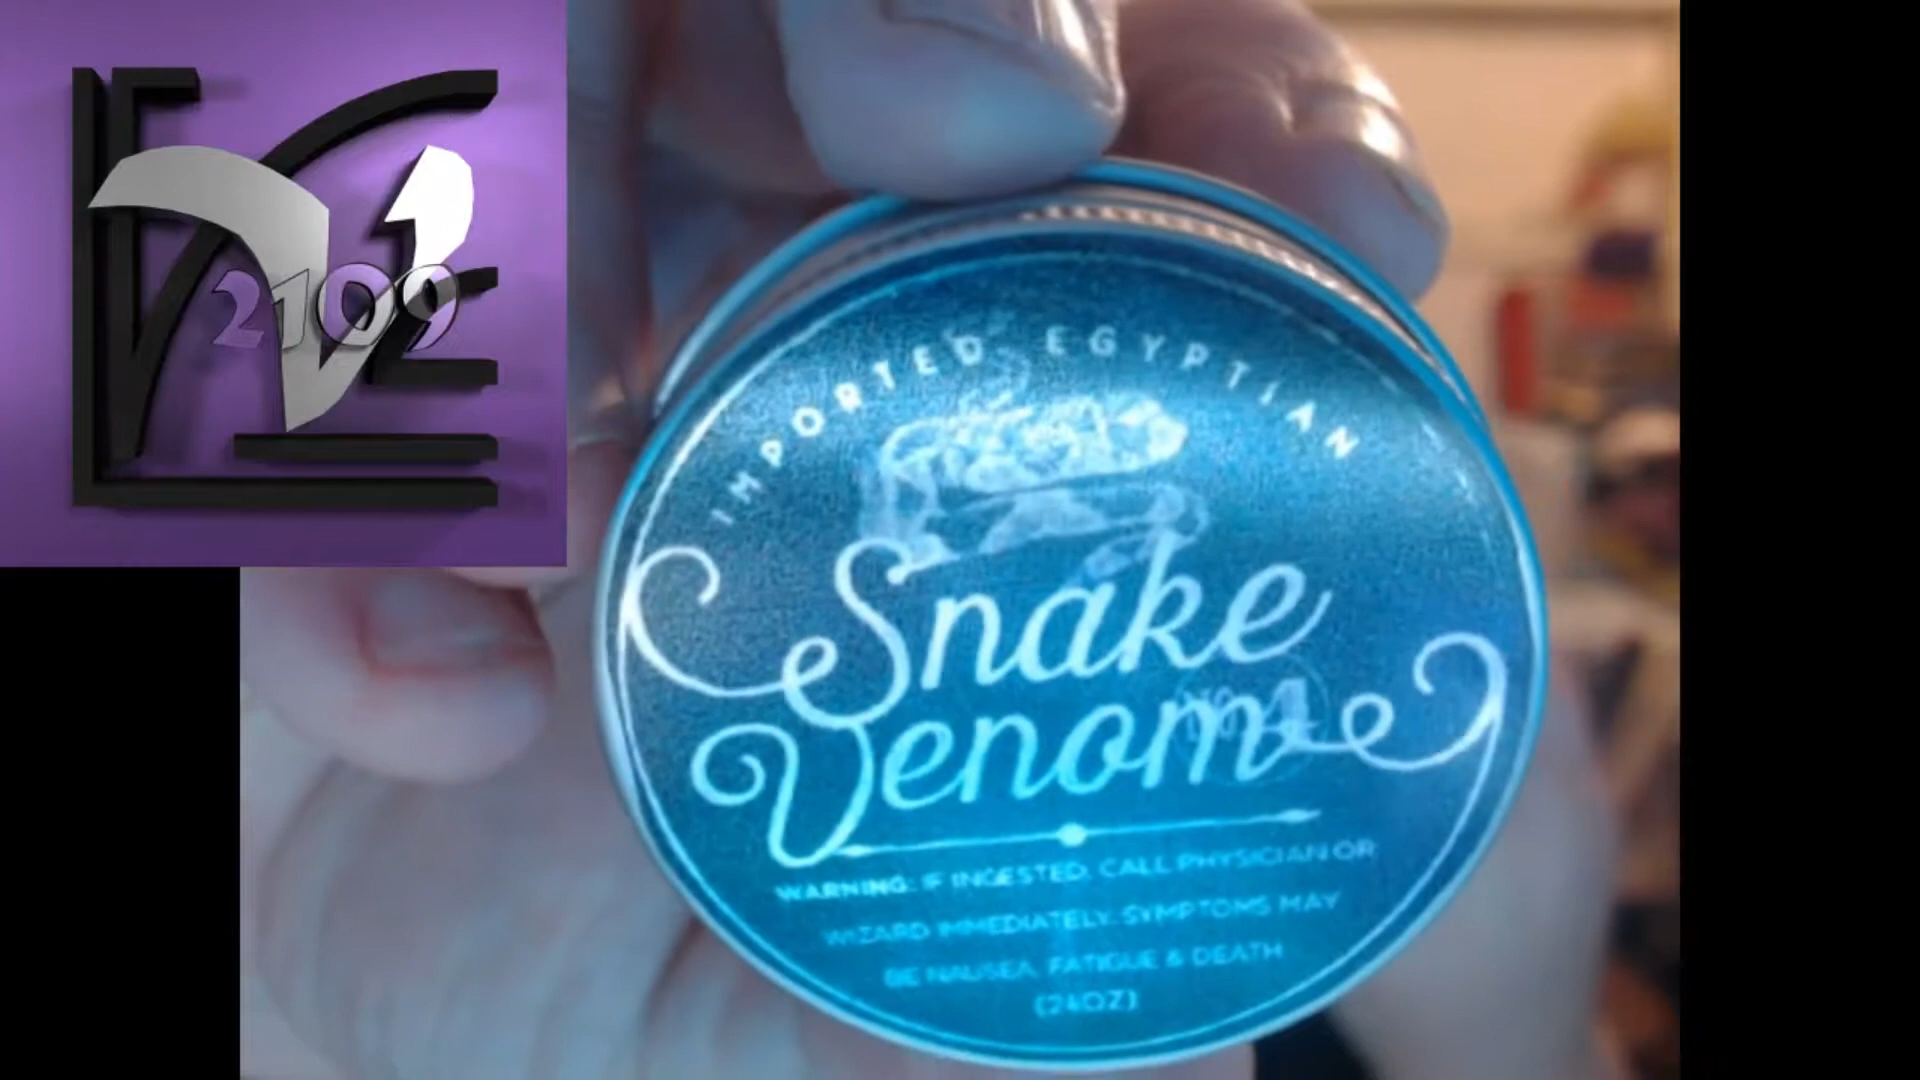 2109
IMPORTED EGYPTIAN
Snake
Venom
WARNING: IF INGESTED, CALL PHYSICIAN OR
WIZARD IMMEDIATELY. SYMPTOMS MAY
BE NAUSEA, FATIGUE & DEATH